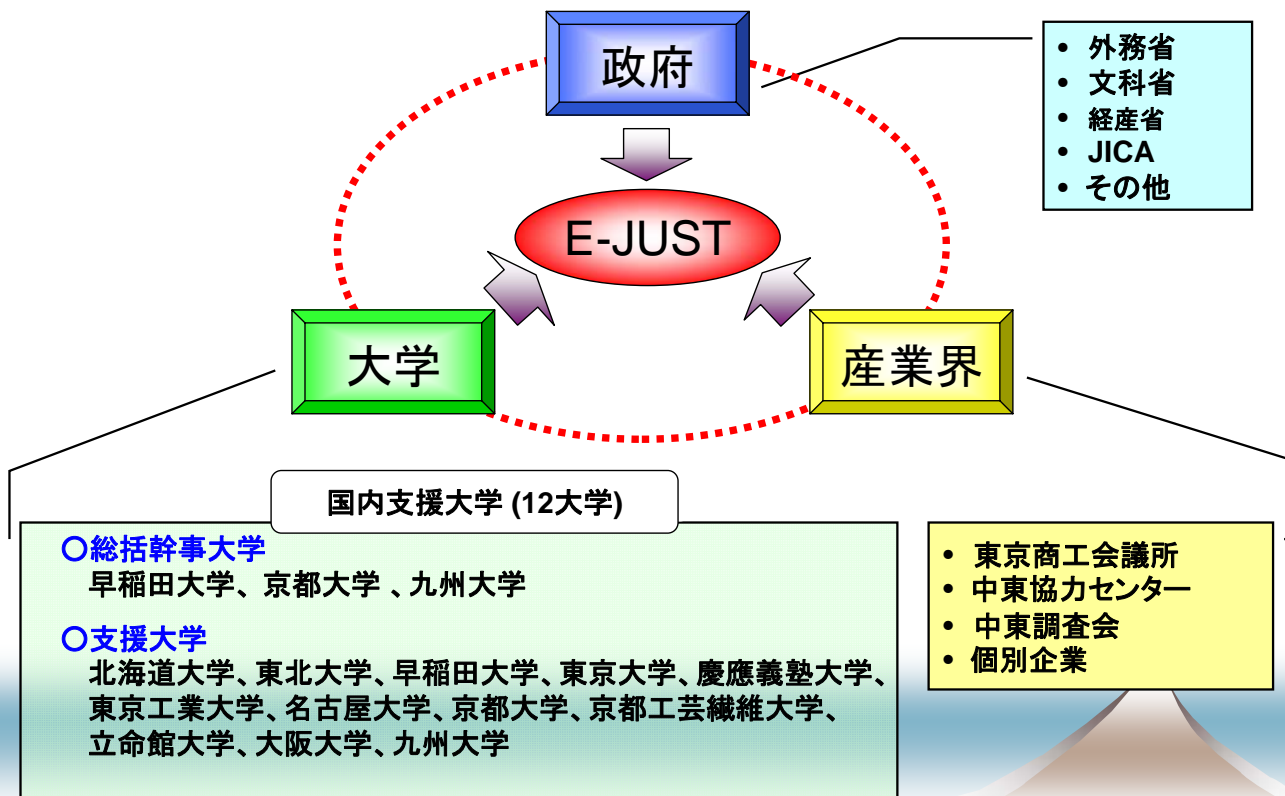 政府
• 外務省
• 文科省
• 経産省
• JICA
• その他
E-JUST
大学
産業界
国内支援大学 (12大学)
○総括幹事大学
早稲田大学、京都大学 、九州大学
○支援大学
北海道大学、東北大学、早稲田大学、東京大学、慶應義塾大学、
東京工業大学、名古屋大学、京都大学、京都工芸繊維大学、
立命館大学、大阪大学、九州大学
• 東京商工会議所
• 中東協力センター
• 中東調査会
• 個別企業